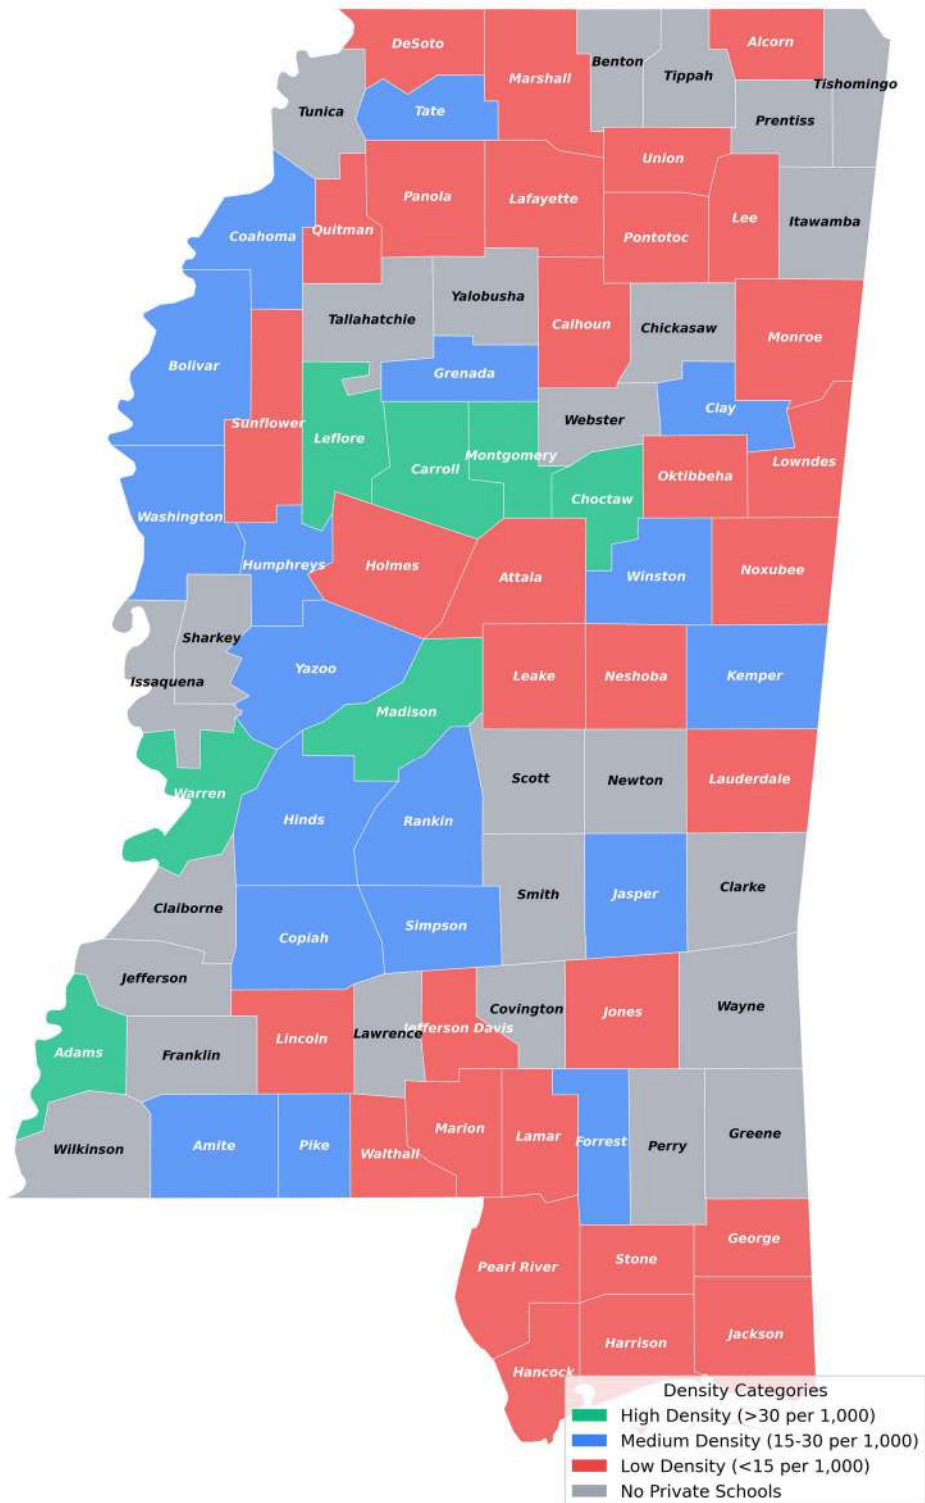 DeSoto
Alcorn
Benton
Marshall
Tippah
Tishomingo
Tunica
Tate
Prentiss
Union
Panola
Lafayette
Lee
Itawamba
Quitman
Coahoma
Pontotoc
Yalobusha
Tallahatchie
Calhoun
Chickasaw
Monroe
Bolivar
Grenada
Clay
Webster
Sunflower
Leflore
Montgomery
Carroll
Lowndes
Oktibbeha
Choctaw
Washington
Humphreys
Holmes
Attala
Winston
Noxubee
Sharkey
Yazoo
Leake
Neshoba
Kemper
Issaquena
Madison
Scott
Newton
Lauderdale
Warren
Hinds
Rankin
Smith
Jasper
Clarke
Claiborne
Copiah
Simpson
Jefferson
Covington
Wayne
Jones
Lincoln
Lawrence
Jefferson Davis
Adams
Franklin
Marion
Lamar
Greene
Wilkinson
Amite
Pike
Walthall
Forrest
Perry
George
Pearl River
Stone
Jackson
Harrison
Hancock
Density Categories
High Density (>30 per 1,000)
Medium Density (15-30 per 1,000)
Low Density (<15 per 1,000)
No Private Schools